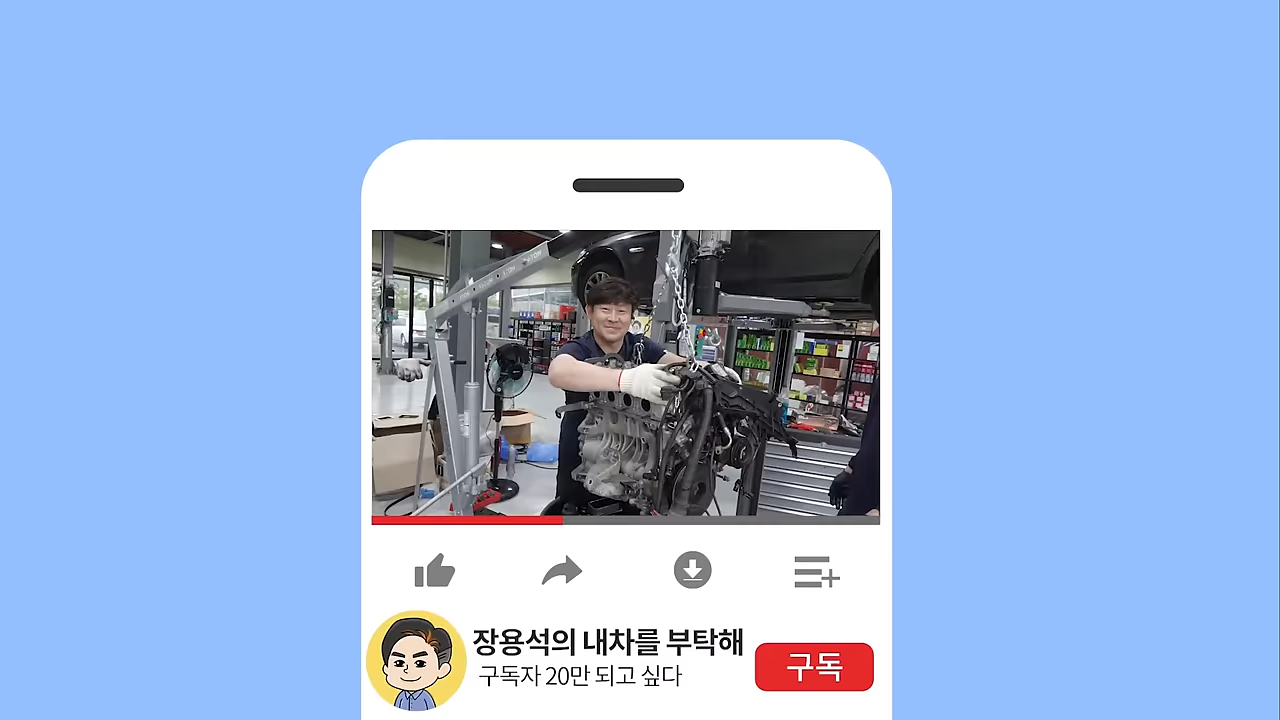 장용석의 내차를 부탁해
구독자 20만 되고 싶다
구독